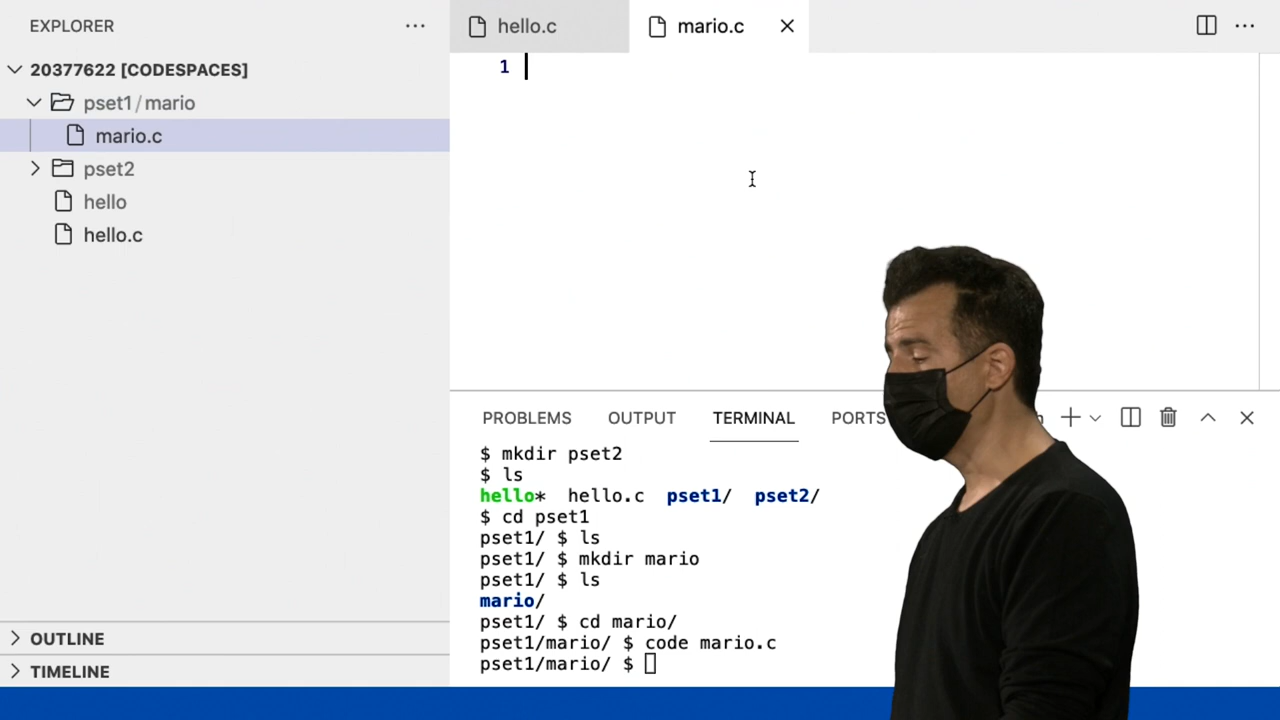 EXPLORER
20377622 [CODESPACES]
pset1 / mario
mario.c
pset2
hello
hello.c
hello.c
mario.c
1
PROBLEMS
OUTPUT
TERMINAL
PORTS
$ mkdir pset2
$ ls
hello* hello.c pset1/ pset2/
$ cd pset1
pset1/ $ ls
pset1/ $ mkdir mario
pset1/ $ ls
mario/
pset1/ $ cd mario/
pset1/mario/ $ code mario.c
pset1/mario/ $
OUTLINE
TIMELINE